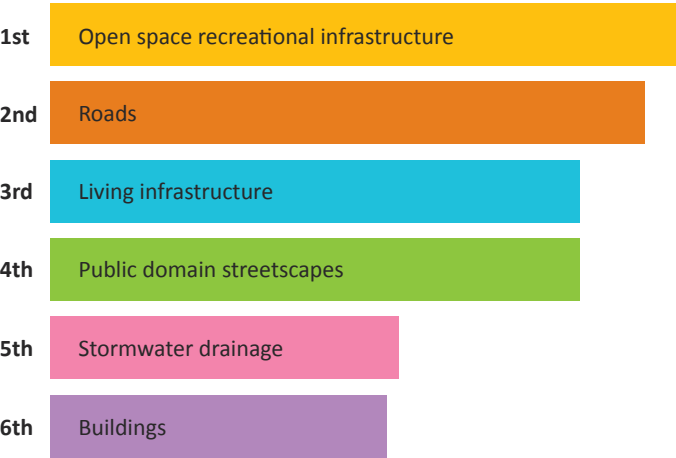 1st Open space recreational infrastructure
2nd Roads
3rd Living infrastructure
4th Public domain streetscapes
5th Stormwater drainage
6th Buildings